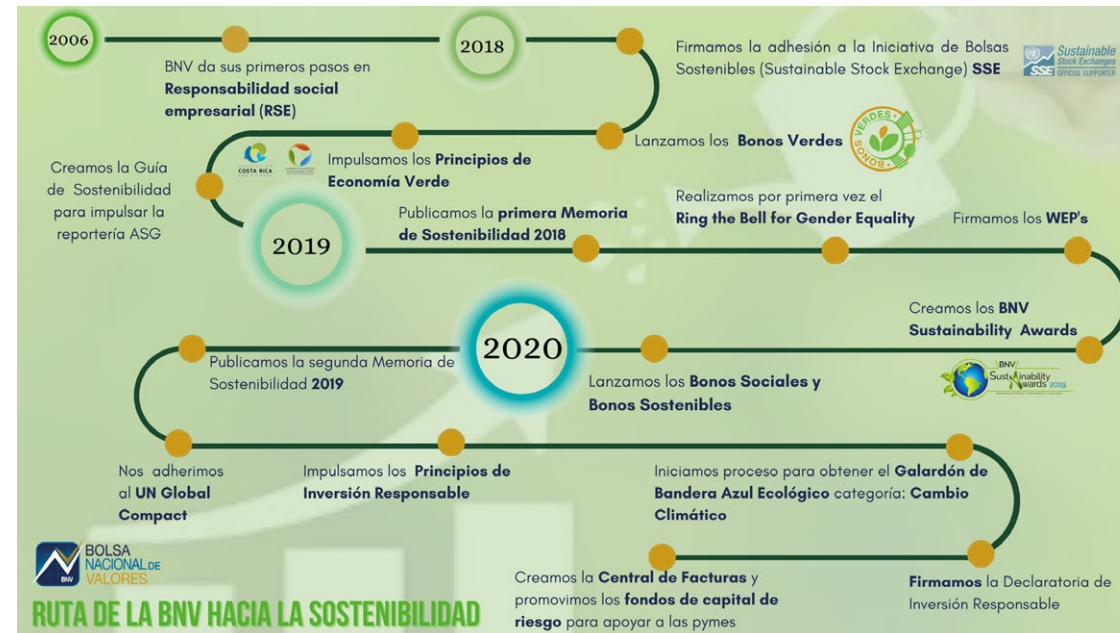 2006
BNV da sus primeros pasos en
Responsabilidad social
empresarial (RSE)
2018
Firmamos la adhesión a la Iniciativa de Bolsas
Sostenibles (Sustainable Stock Exchange) SSE
Sustainable
Stock Exchanges
SSE OFFICIAL SUPPORTER
Lanzamos los Bonos Verdes
BONOS VERDES
Impulsamos los Principios de
Economía Verde
COSTA RICA
Creamos la Guía
de Sostenibilidad
para impulsar la
reportería ASG
2019
Publicamos la primera Memoria
de Sostenibilidad 2018
Realizamos por primera vez el
Ring the Bell for Gender Equality
Firmamos los WEP's
Creamos los BNV
Sustainability Awards
BNV
Sustainability
Awards 2019
Lanzamos los Bonos Sociales y
Bonos Sostenibles
2020
Publicamos la segunda Memoria de
Sostenibilidad 2019
Nos adherimos
al UN Global
Compact
Impulsamos los Principios de
Inversión Responsable
Iniciamos proceso para obtener el Galardón de
Bandera Azul Ecológico categoría: Cambio
Climático
Firmamos la Declaratoria de
Inversión Responsable
Creamos la Central de Facturas y
promovimos los fondos de capital de
riesgo para apoyar a las pymes
BNV
BOLSA
NACIONAL DE
VALORES
RUTA DE LA BNV HACIA LA SOSTENIBILIDAD